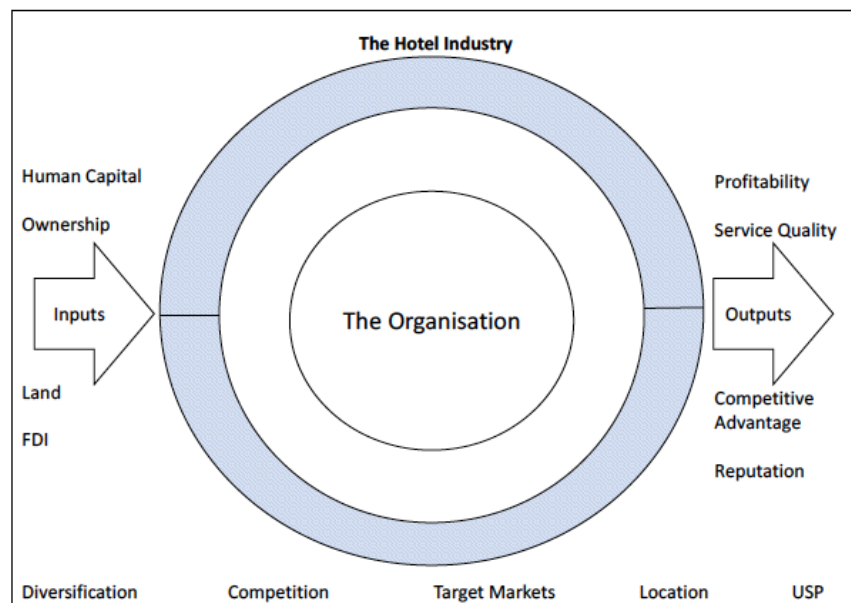 The Hotel Industry
Human Capital
Ownership
Inputs
Land
FDI
The Organisation
Profitability
Service Quality
Outputs
Competitive
Advantage
Reputation
Diversification Competition Target Markets Location USP